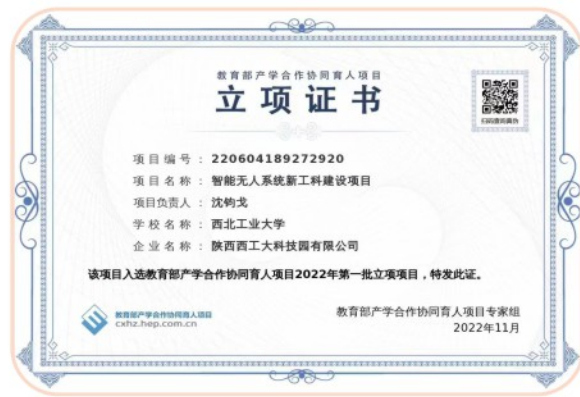 教育部产学合作协同育人项目
立项证书
扫码查询真伪
项目编号：220604189272920
项目名称：智能无人系统新工科建设项目
项目负责人：沈钧戈
学校名称：西北工业大学
企业名称：陕西西工大科技园有限公司
该项目入选教育部产学合作协同育人项目2022年第一批立项项目，特发此证。
教育部产学合作协同育人项目
cxhz.hep.com.cn
教育部产学合作协同育人项目专家组
2022年11月